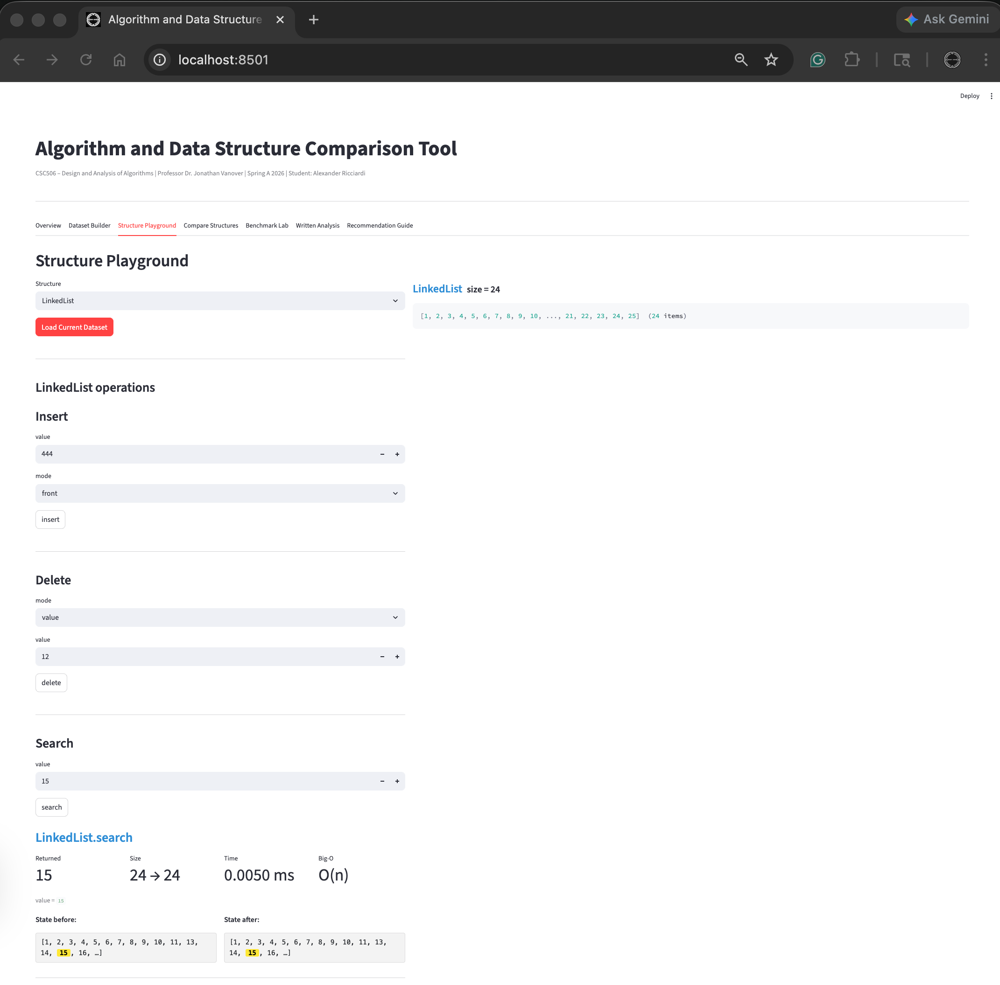 Algorithm and Data Structure
Ask Gemini
localhost:8501
Deploy
Algorithm and Data Structure Comparison Tool
CSC506 – Design and Analysis of Algorithms | Professor Dr. Jonathan Vanover | Spring A 2026 | Student: Alexander Ricciardi
Overview Dataset Builder Structure Playground Compare Structures Benchmark Lab Written Analysis Recommendation Guide
Structure Playground
Structure
LinkedList
Load Current Dataset
LinkedList size = 24
[1, 2, 3, 4, 5, 6, 7, 8, 9, 10, ..., 21, 22, 23, 24, 25] (24 items)
LinkedList operations
Insert
value
444
mode
front
insert
Delete
mode
value
value
12
delete
Search
value
15
search
LinkedList.search
Returned Size Time Big-O
15 24 → 24 0.0050 ms O(n)
value = 15
State before: State after:
[1, 2, 3, 4, 5, 6, 7, 8, 9, 10, 11, 13, [1, 2, 3, 4, 5, 6, 7, 8, 9, 10, 11, 13,
14, 15, 16, …] 14, 15, 16, …]